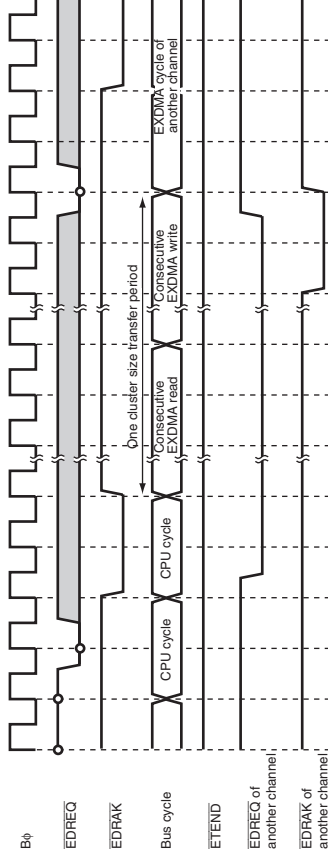 Bφ
EDREQ
EDRAK
Bus cycle
CPU cycle
CPU cycle
One cluster size transfer period
Consecutive
EXDMA read
Consecutive
EXDMA write
EXDMA cycle of
another channel
ETEND
EDREQ of
another channel
EDRAK of
another channel